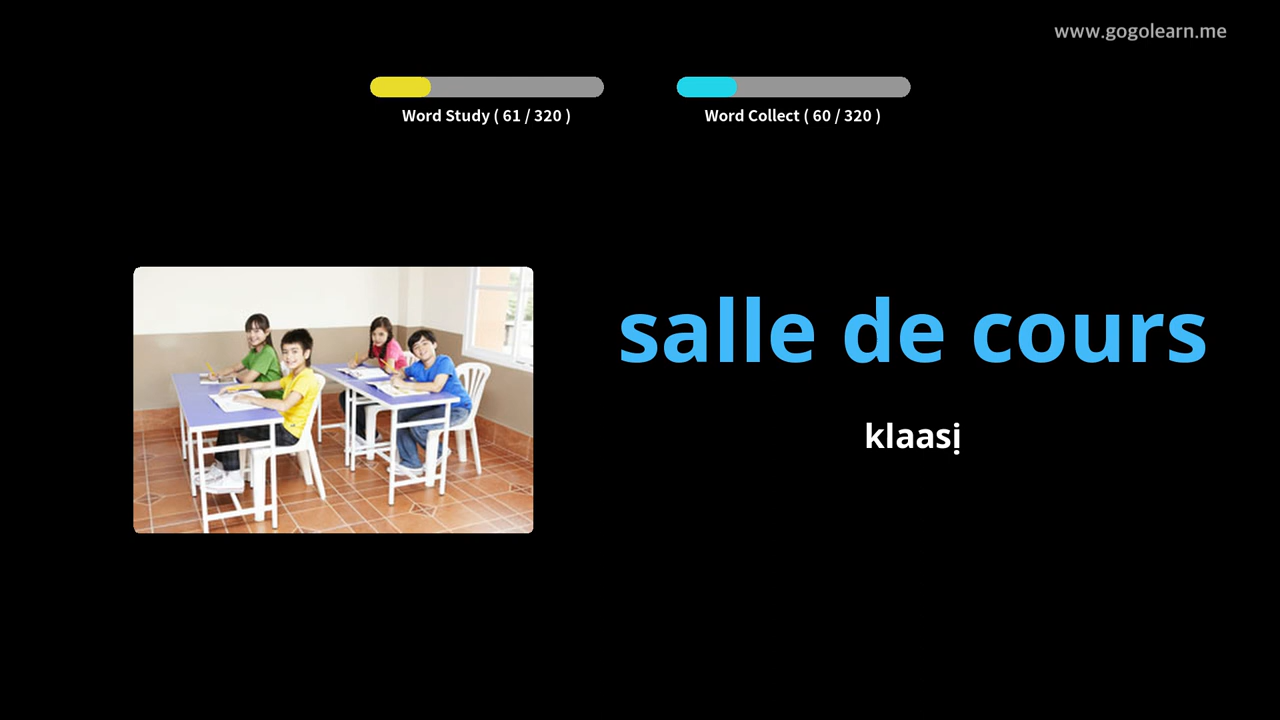 www.gogolearn.me
Word Study ( 61 / 320 )
Word Collect ( 60 / 320 )
salle de cours
klaasị